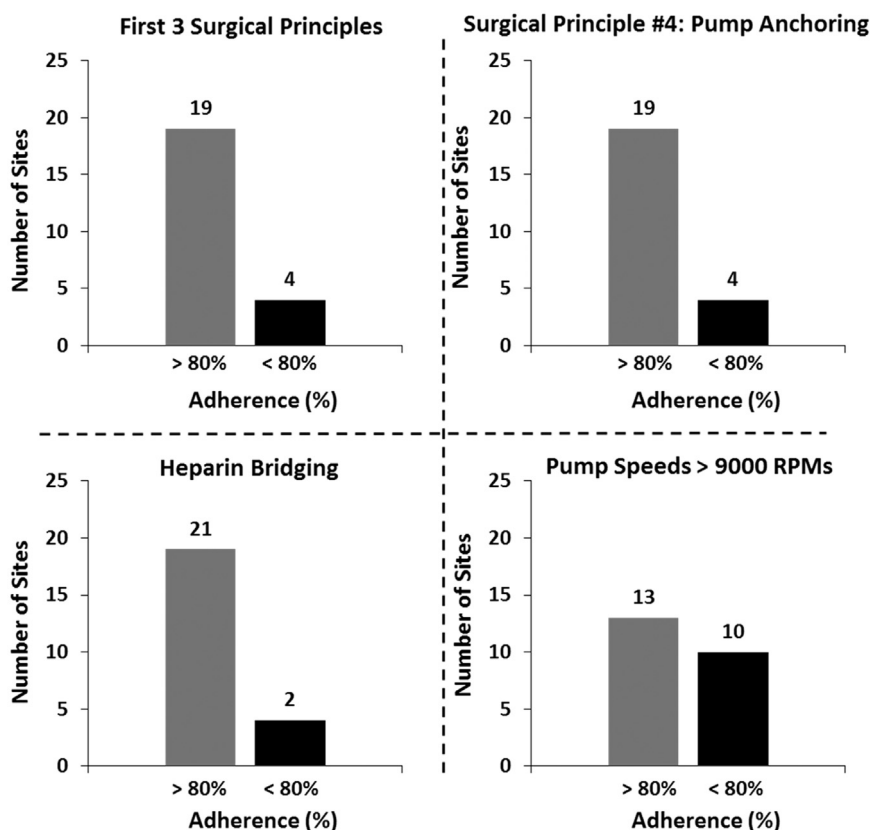 First 3 Surgical Principles
Number of Sites
25
20
15
10
5
0
19
4
> 80% < 80%
Adherence (%)
Surgical Principle #4: Pump Anchoring
Number of Sites
25
20
15
10
5
0
19
4
> 80% < 80%
Adherence (%)
Heparin Bridging
Number of Sites
25
20
15
10
5
0
21
2
> 80% < 80%
Adherence (%)
Pump Speeds > 9000 RPMs
Number of Sites
25
20
15
10
5
0
13
10
> 80% < 80%
Adherence (%)